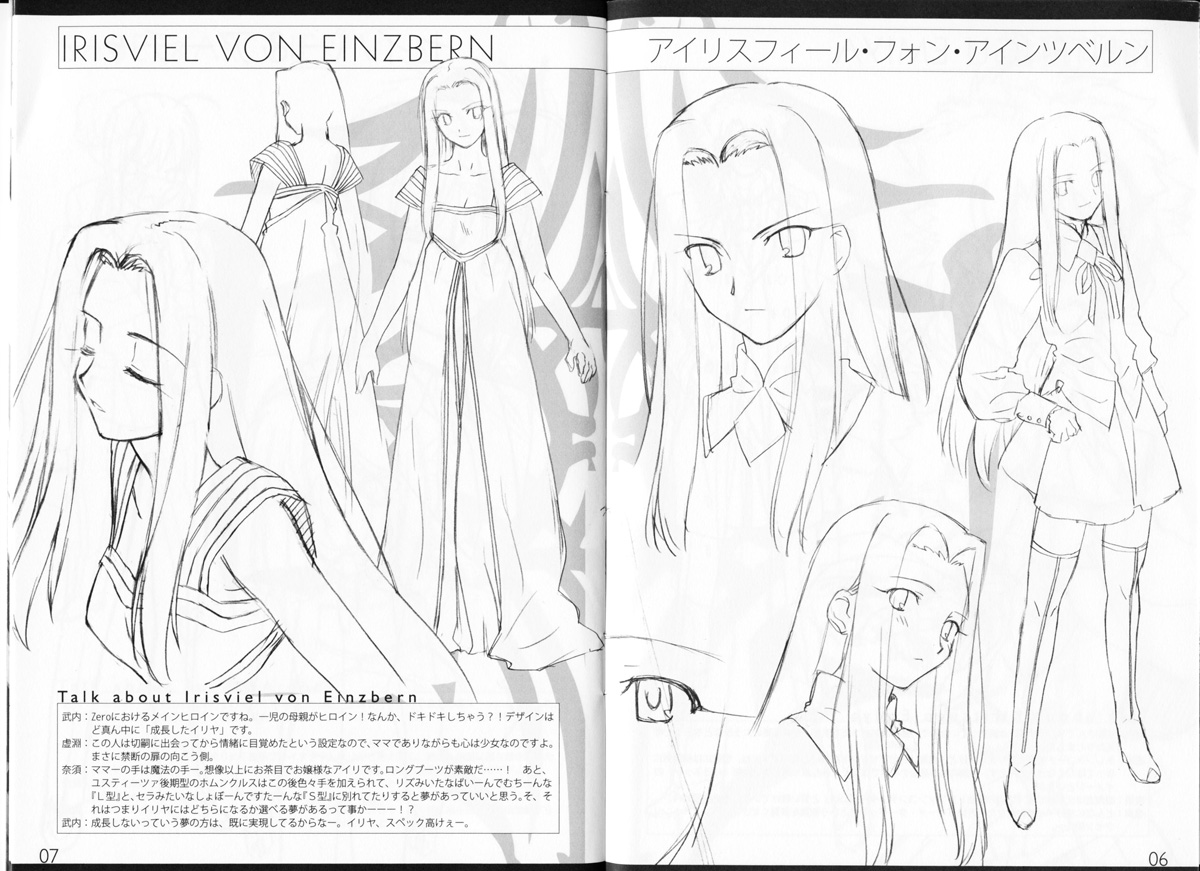 IRISVIEL VON EINZBERN
アイリスフィール・フォン・アインツベルン
Talk about Irisviel von Einzbern
武内：Zeroにおけるメインヒロインですね。一児の母親がヒロイン！なんか、ドキドキしちゃう？！デザインは
ど真ん中に「成長したイリヤ」です。
虚淵：この人は切嗣に出会ってから情緒に目覚めたという設定なので、ママでありながらも心は少女なのですよ。
まさに禁断の扉の向こう側。
奈須：ママーの手は魔法の手ー。想像以上にお茶目でお嬢様なアイリです。ロングブーツが素敵だ……！　あと、
ユスティーツァ後期型のホムンクルスはこの後色々手を加えられて、リズみいたなばいーんでむちーんな
『L型』と、セラみたいなしょぼーんですたーんな『S型』に別れてたりすると夢があっていいと思う。そ、そ
れはつまりイリヤにはどちらになるか選べる夢があるって事かーーー！？
武内：成長しないっていう夢の方は、既に実現してるからなー。イリヤ、スペック高けぇー。
07
06